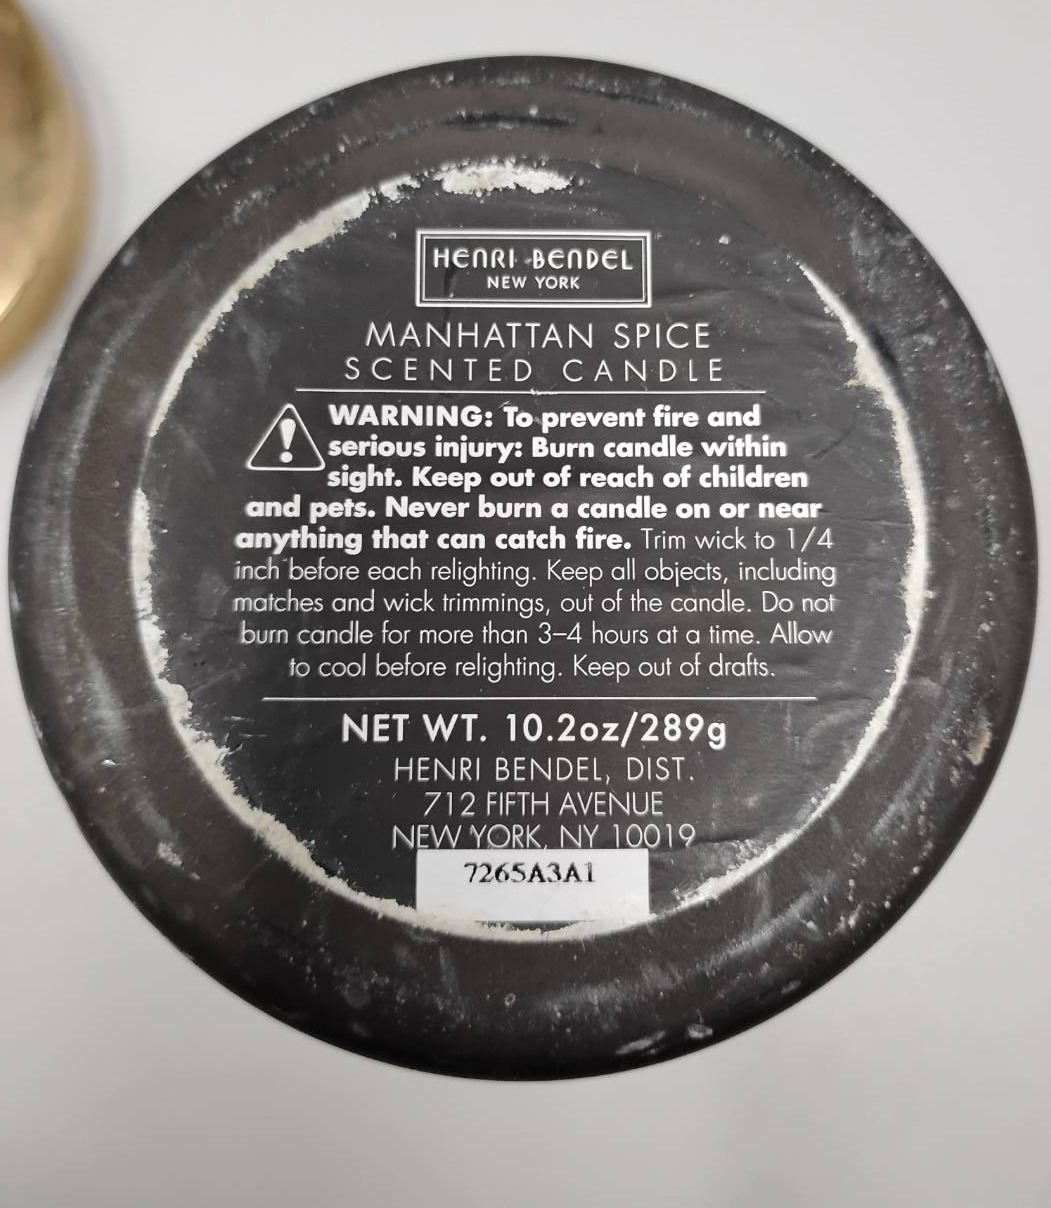 HENRI BENDEL
NEW YORK
MANHATTAN SPICE
SCENTED CANDLE
WARNING: To prevent fire and
serious injury: Burn candle within
sight. Keep out of reach of children
and pets. Never burn a candle on or near
anything that can catch fire. Trim wick to 1/4
inch before each relighting. Keep all objects, including
matches and wick trimmings, out of the candle. Do not
burn candle for more than 3–4 hours at a time. Allow
to cool before relighting. Keep out of drafts.
NET WT. 10.2oz/289g
HENRI BENDEL, DIST.
712 FIFTH AVENUE
NEW YORK, NY 10019
7265A3A1